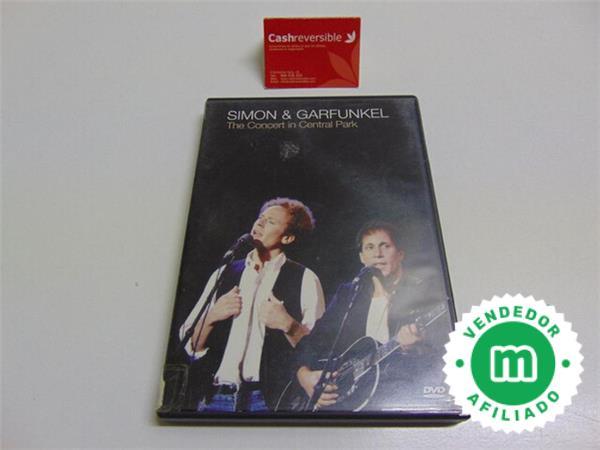 Cashreversible
SIMON & GARFUNKEL
The Concert in Central Park
DVD
VENDEDOR
m
AFILIADO